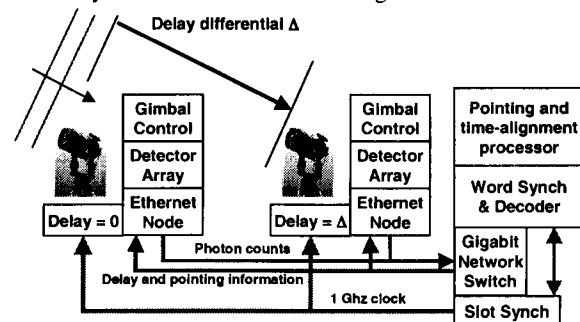 Delay differential Δ
Gimbal
Control
Detector
Array
Ethernet
Node
Delay = 0
Gimbal
Control
Detector
Array
Ethernet
Node
Delay = Δ
Pointing and
time-alignment
processor
Word Synch
& Decoder
Gigabit
Network
Switch
Slot Synch
Photon counts
Delay and pointing information
1 Ghz clock